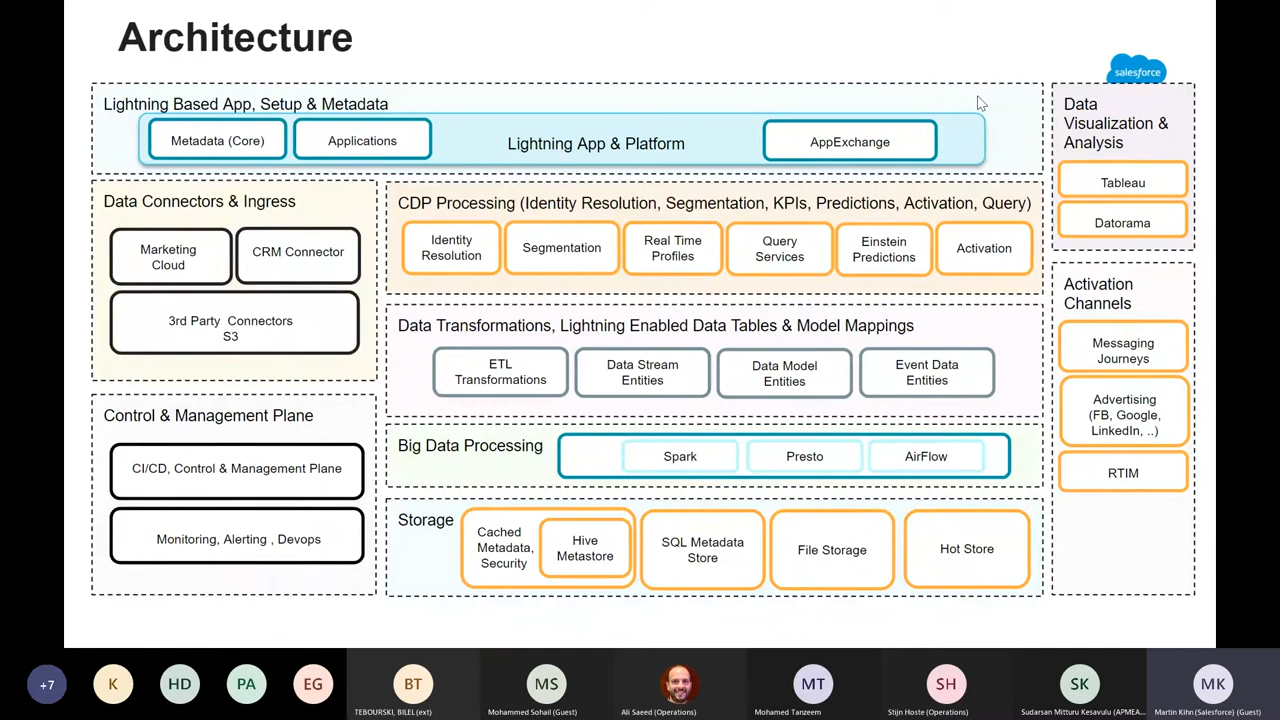 Architecture
salesforce
Lightning Based App, Setup & Metadata
Metadata (Core)
Applications
Lightning App & Platform
AppExchange
Data
Visualization &
Analysis
Tableau
Datorama
Data Connectors & Ingress
Marketing
Cloud
CRM Connector
3rd Party Connectors
S3
CDP Processing (Identity Resolution, Segmentation, KPIs, Predictions, Activation, Query)
Identity
Resolution
Segmentation
Real Time
Profiles
Query
Services
Einstein
Predictions
Activation
Activation
Channels
Messaging
Journeys
Advertising
(FB, Google,
LinkedIn, ..)
RTIM
Data Transformations, Lightning Enabled Data Tables & Model Mappings
ETL
Transformations
Data Stream
Entities
Data Model
Entities
Event Data
Entities
Control & Management Plane
CI/CD, Control & Management Plane
Monitoring, Alerting , Devops
Big Data Processing
Spark
Presto
AirFlow
Storage
Cached
Metadata,
Security
Hive
Metastore
SQL Metadata
Store
File Storage
Hot Store
+7
K
HD
PA
EG
BT
TEBOURSKI, BILEL (ext)
MS
Mohammed Sohail (Guest)
Ali Saeed (Operations)
MT
Mohamed Tanzeem
SH
Stijn Hoste (Operations)
SK
Sudarsan Mitturu Kesavulu (APMEA...
MK
Martin Kihn (Salesforce) (Guest)